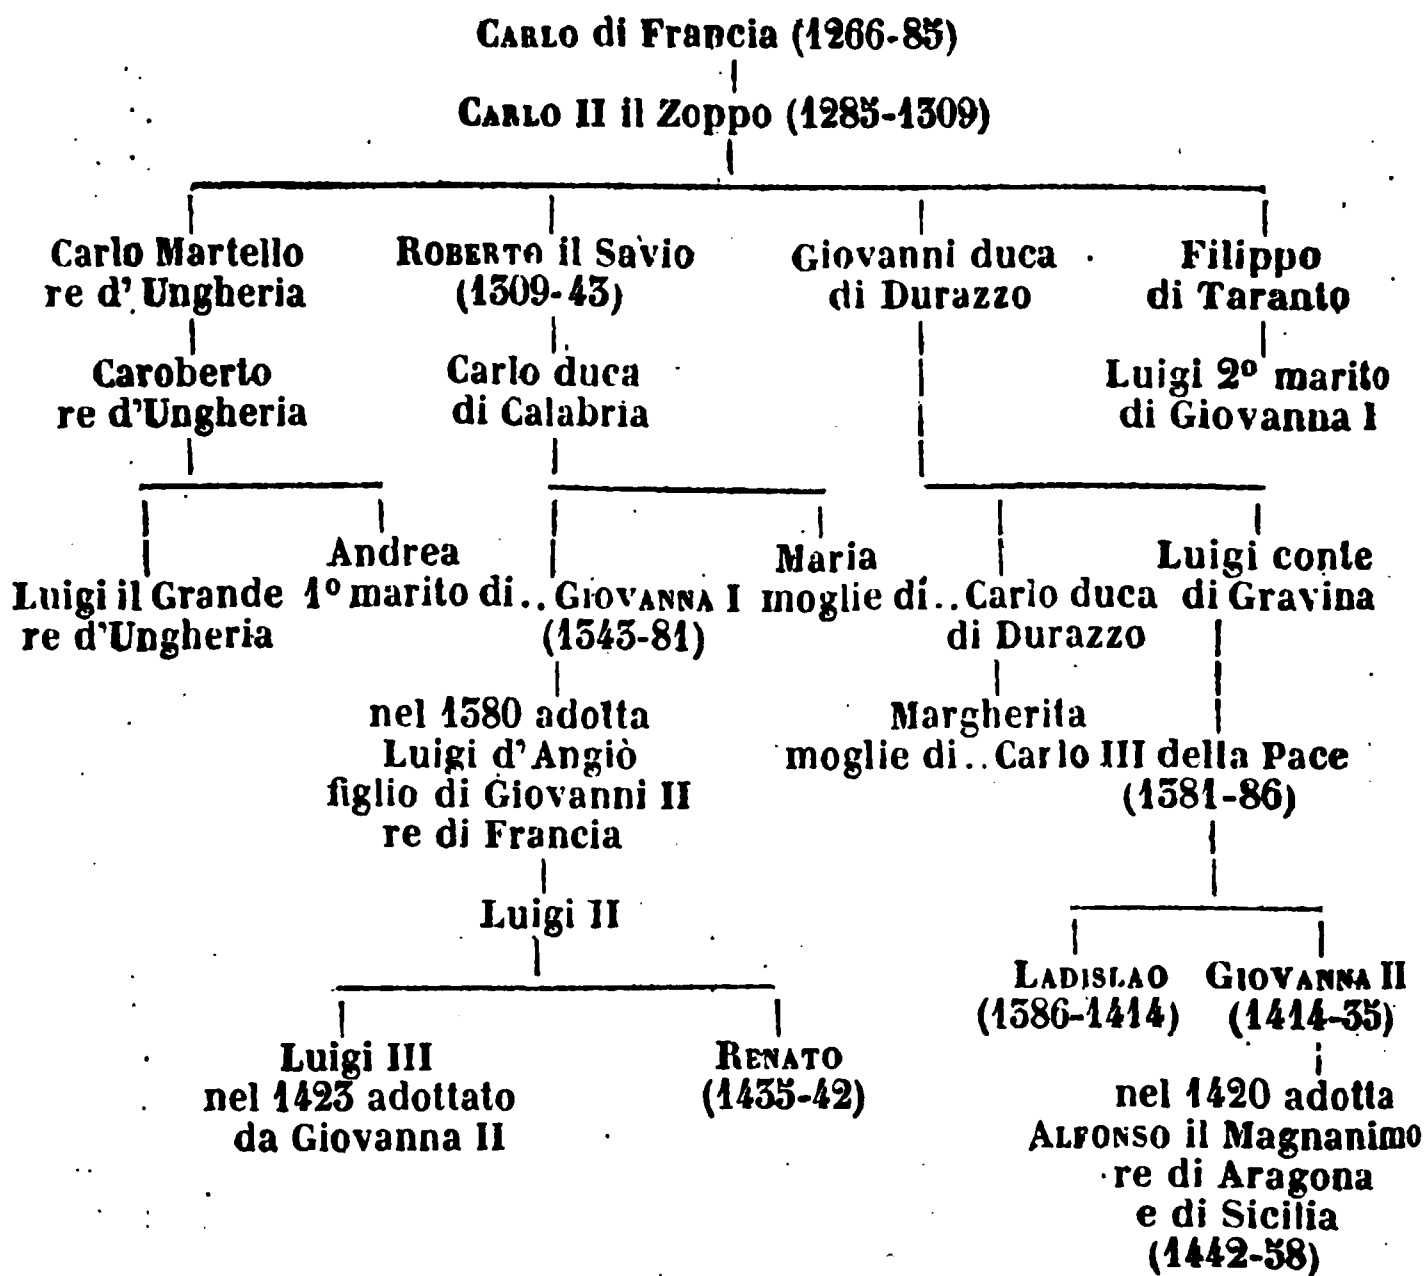 CARLO di Francia (1266-85)
CARLO II il Zoppo (1285-1309)
Carlo Martello
re d'Ungheria
ROBERTO il Savio
(1309-43)
Giovanni duca
di Durazzo
Filippo
di Taranto
Caroberto
re d'Ungheria
Carlo duca
di Calabria
Luigi 2º marito
di Giovanna I
Luigi il Grande
re d'Ungheria
Andrea
1º marito di..
GIOVANNA I
(1343-81)
Maria
moglie di..
Carlo duca
di Durazzo
Luigi conte
di Gravina
nel 1380 adotta
Luigi d'Angiò
figlio di Giovanni II
re di Francia
Margherita
moglie di..
Carlo III della Pace
(1381-86)
Luigi II
LADISLAO
(1386-1414)
GIOVANNA II
(1414-35)
Luigi III
nel 1423 adottato
da Giovanna II
RENATO
(1435-42)
nel 1420 adotta
ALFONSO il Magnanimo
re di Aragona
e di Sicilia
(1442-58)